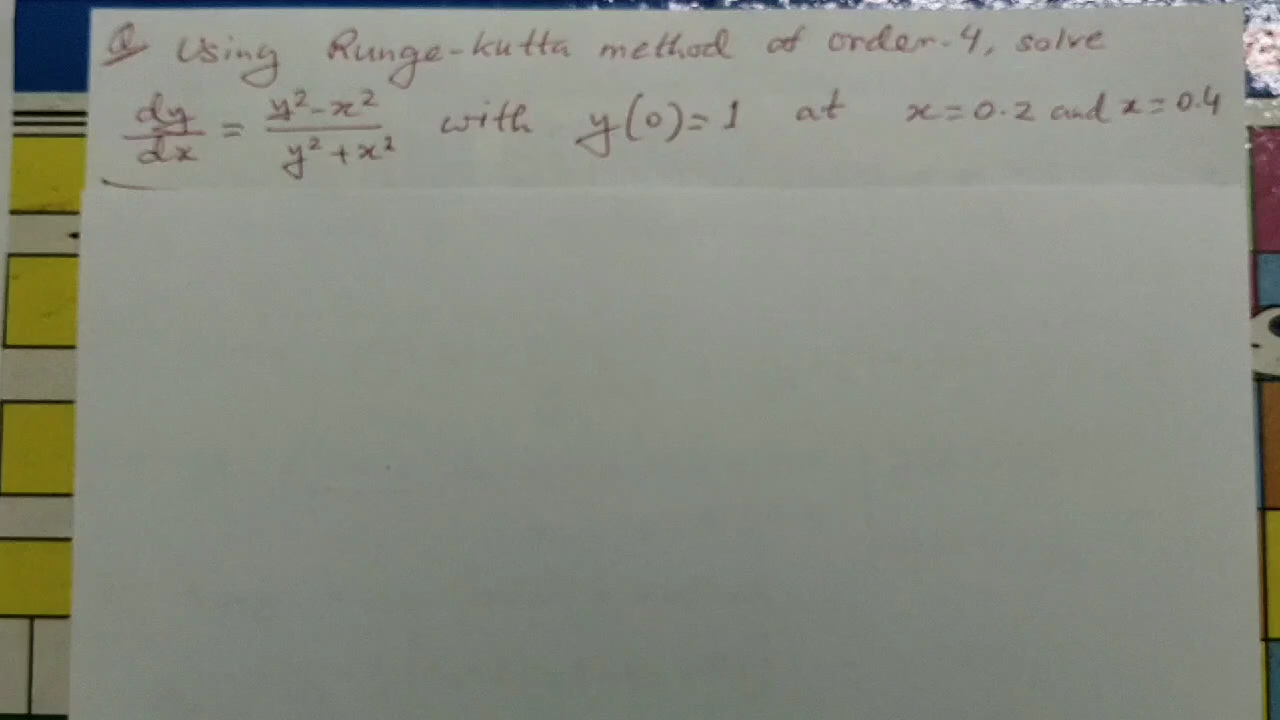 Q Using Runge-kutta method of order-4, solve
dy/dx = (y²-x²)/(y²+x²) with y(0)=1 at x=0.2 and x=0.4